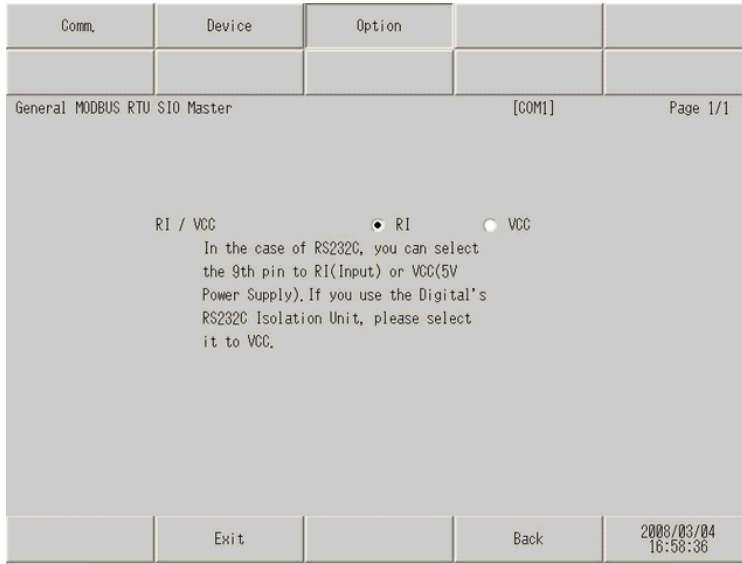 Comm. Device Option
General MODBUS RTU SIO Master [COM1] Page 1/1
RI / VCC RI VCC
In the case of RS232C, you can select
the 9th pin to RI(Input) or VCC(5V
Power Supply). If you use the Digital's
RS232C Isolation Unit, please select
it to VCC.
Exit Back 2008/03/04
16:58:36